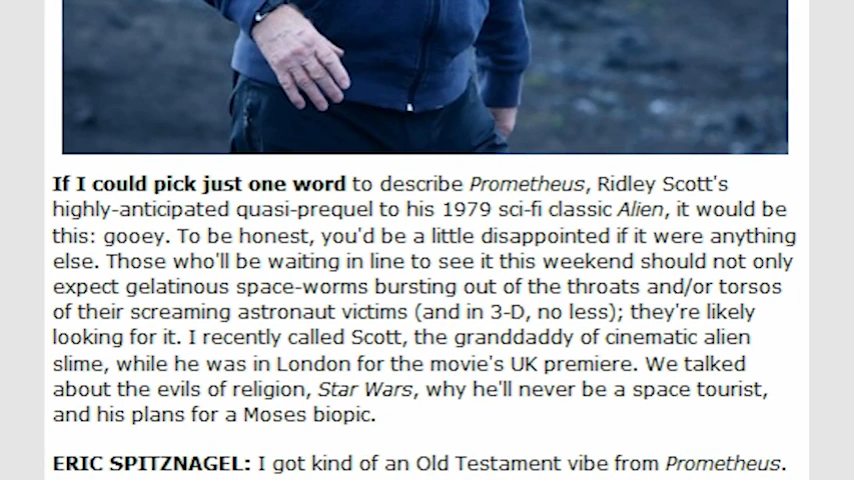 If I could pick just one word to describe Prometheus, Ridley Scott's
highly-anticipated quasi-prequel to his 1979 sci-fi classic Alien, it would be
this: gooey. To be honest, you'd be a little disappointed if it were anything
else. Those who'll be waiting in line to see it this weekend should not only
expect gelatinous space-worms bursting out of the throats and/or torsos
of their screaming astronaut victims (and in 3-D, no less); they're likely
looking for it. I recently called Scott, the granddaddy of cinematic alien
slime, while he was in London for the movie's UK premiere. We talked
about the evils of religion, Star Wars, why he'll never be a space tourist,
and his plans for a Moses biopic.
ERIC SPITZNAGEL: I got kind of an Old Testament vibe from Prometheus.